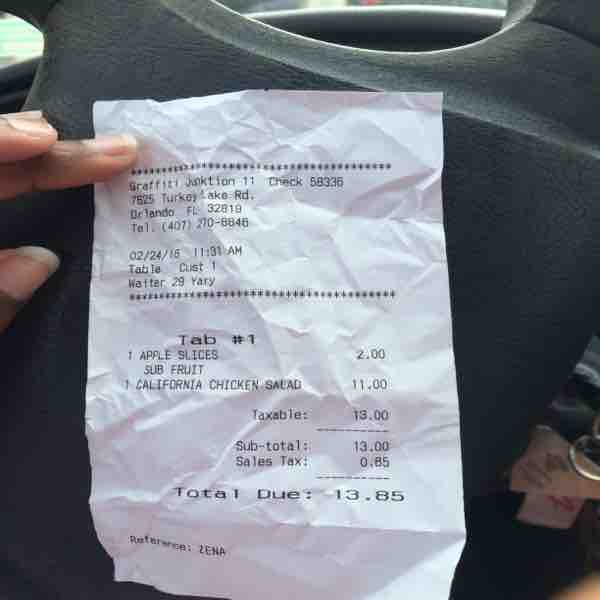 ****************************************
Graffiti Junktion 11 Check 58336
7625 Turkey Lake Rd.
Orlando FL 32819
Tel. (407) 270-8846
02/24/16 11:31 AM
Table Cust 1
Waiter 29 Yary
****************************************
Tab #1
1 APPLE SLICES 2.00
SUB FRUIT
1 CALIFORNIA CHICKEN SALAD 11.00
Taxable: 13.00
----------
Sub-total: 13.00
Sales Tax: 0.85
----------
Total Due: 13.85
Reference: ZENA